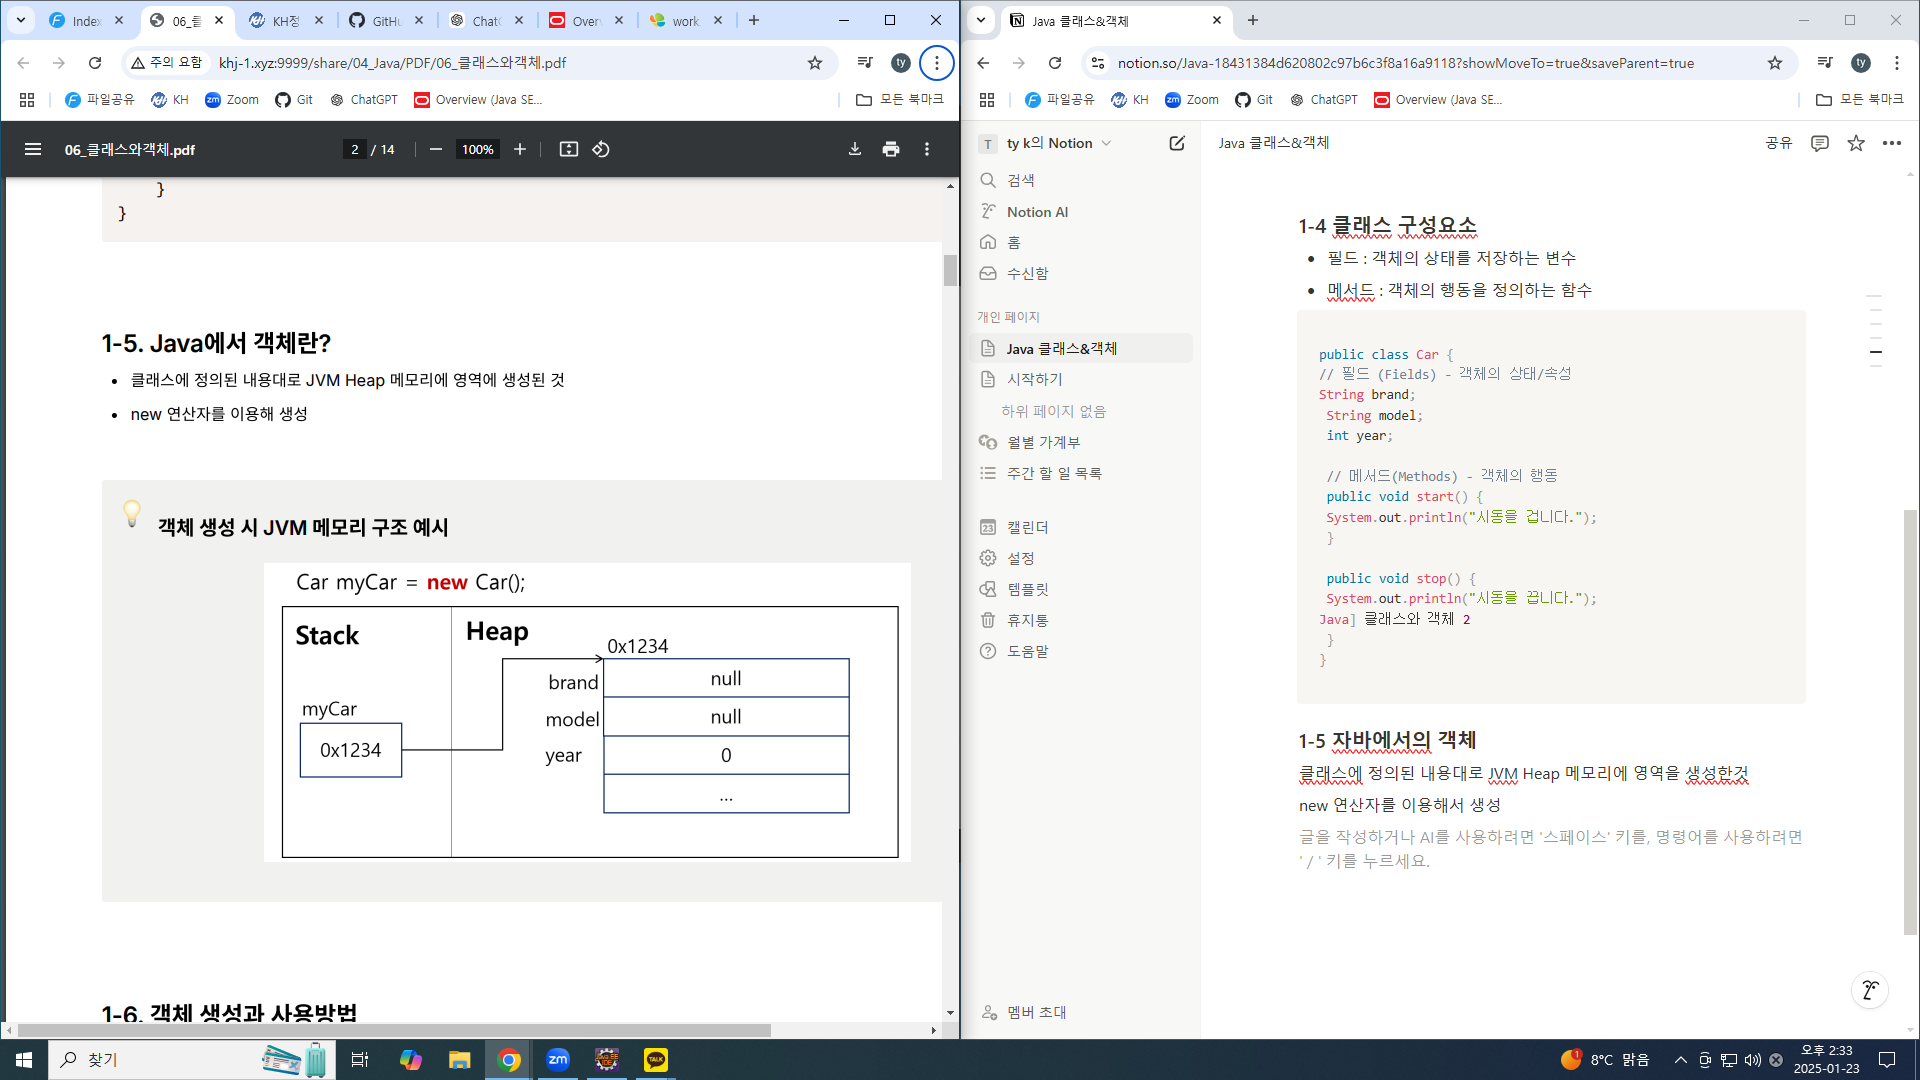 Index
06_클
KH정
GitHu
ChatG
Over
work
주의 요함
khj-1.xyz:9999/share/04_Java/PDF/06_클래스와객체.pdf
ty
파일공유
KH
Zoom
Git
ChatGPT
Overview (Java SE...
모든 북마크
06_클래스와객체.pdf
2 / 14
100%
}
}
1-5. Java에서 객체란?
클래스에 정의된 내용대로 JVM Heap 메모리에 영역에 생성된 것
new 연산자를 이용해 생성
객체 생성 시 JVM 메모리 구조 예시
Car myCar = new Car();
Stack
Heap
0x1234
brand
null
model
null
myCar
year
0
0x1234
...
1-6. 객체 생성과 사용방법
Java 클래스&객체
notion.so/Java-18431384d620802c97b6c3f8a16a9118?showMoveTo=true&saveParent=true
ty
파일공유
KH
Zoom
Git
ChatGPT
Overview (Java SE...
모든 북마크
T
ty k의 Notion
검색
Notion AI
홈
수신함
개인 페이지
Java 클래스&객체
시작하기
하위 페이지 없음
월별 가계부
주간 할 일 목록
23
캘린더
설정
템플릿
휴지통
도움말
멤버 초대
Java 클래스&객체
공유
1-4 클래스 구성요소
필드 : 객체의 상태를 저장하는 변수
메서드 : 객체의 행동을 정의하는 함수
public class Car {
// 필드 (Fields) - 객체의 상태/속성
String brand;
String model;
int year;
// 메서드(Methods) - 객체의 행동
public void start() {
System.out.println("시동을 겁니다.");
}
public void stop() {
System.out.println("시동을 끕니다.");
Java] 클래스와 객체 2
}
}
1-5 자바에서의 객체
클래스에 정의된 내용대로 JVM Heap 메모리에 영역을 생성한것
new 연산자를 이용해서 생성
글을 작성하거나 AI를 사용하려면 '스페이스' 키를, 명령어를 사용하려면
' / ' 키를 누르세요.
찾기
zm
TALK
1
8°C 맑음
오후 2:33
2025-01-23